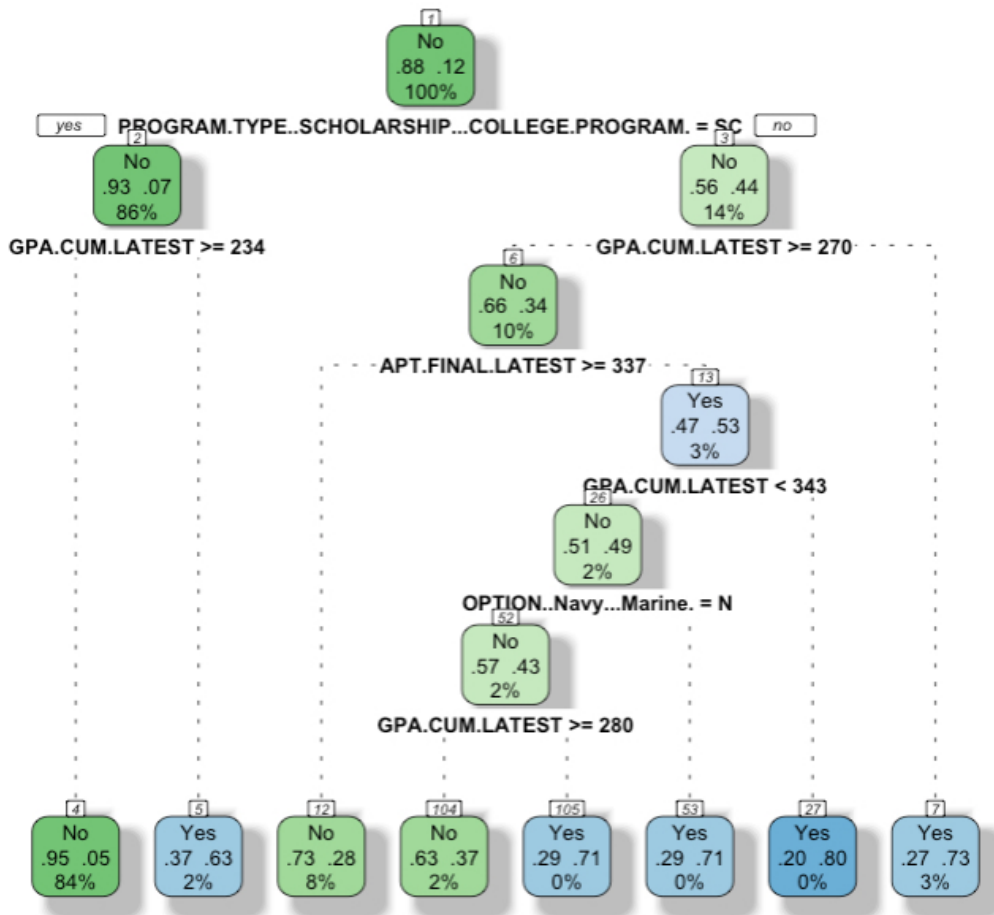 1
No
.88 .12
100%
yes PROGRAM.TYPE..SCHOLARSHIP...COLLEGE.PROGRAM. = SC no
2
No
.93 .07
86%
3
No
.56 .44
14%
GPA.CUM.LATEST >= 234
GPA.CUM.LATEST >= 270
6
No
.66 .34
10%
APT.FINAL.LATEST >= 337
13
Yes
.47 .53
3%
GPA.CUM.LATEST < 343
26
No
.51 .49
2%
OPTION..Navy...Marine. = N
52
No
.57 .43
2%
GPA.CUM.LATEST >= 280
4
No
.95 .05
84%
5
Yes
.37 .63
2%
12
No
.73 .28
8%
104
No
.63 .37
2%
105
Yes
.29 .71
0%
53
Yes
.29 .71
0%
27
Yes
.20 .80
0%
7
Yes
.27 .73
3%